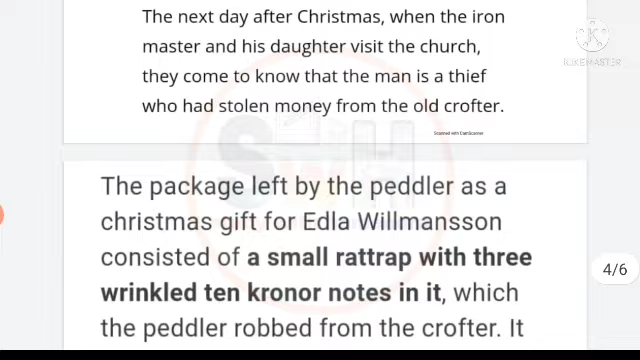 The next day after Christmas, when the iron
master and his daughter visit the church,
they come to know that the man is a thief
who had stolen money from the old crofter.
Scanned with CamScanner
KINEMASTER
The package left by the peddler as a
christmas gift for Edla Willmansson
consisted of a small rattrap with three
wrinkled ten kronor notes in it, which
the peddler robbed from the crofter. It
4/6